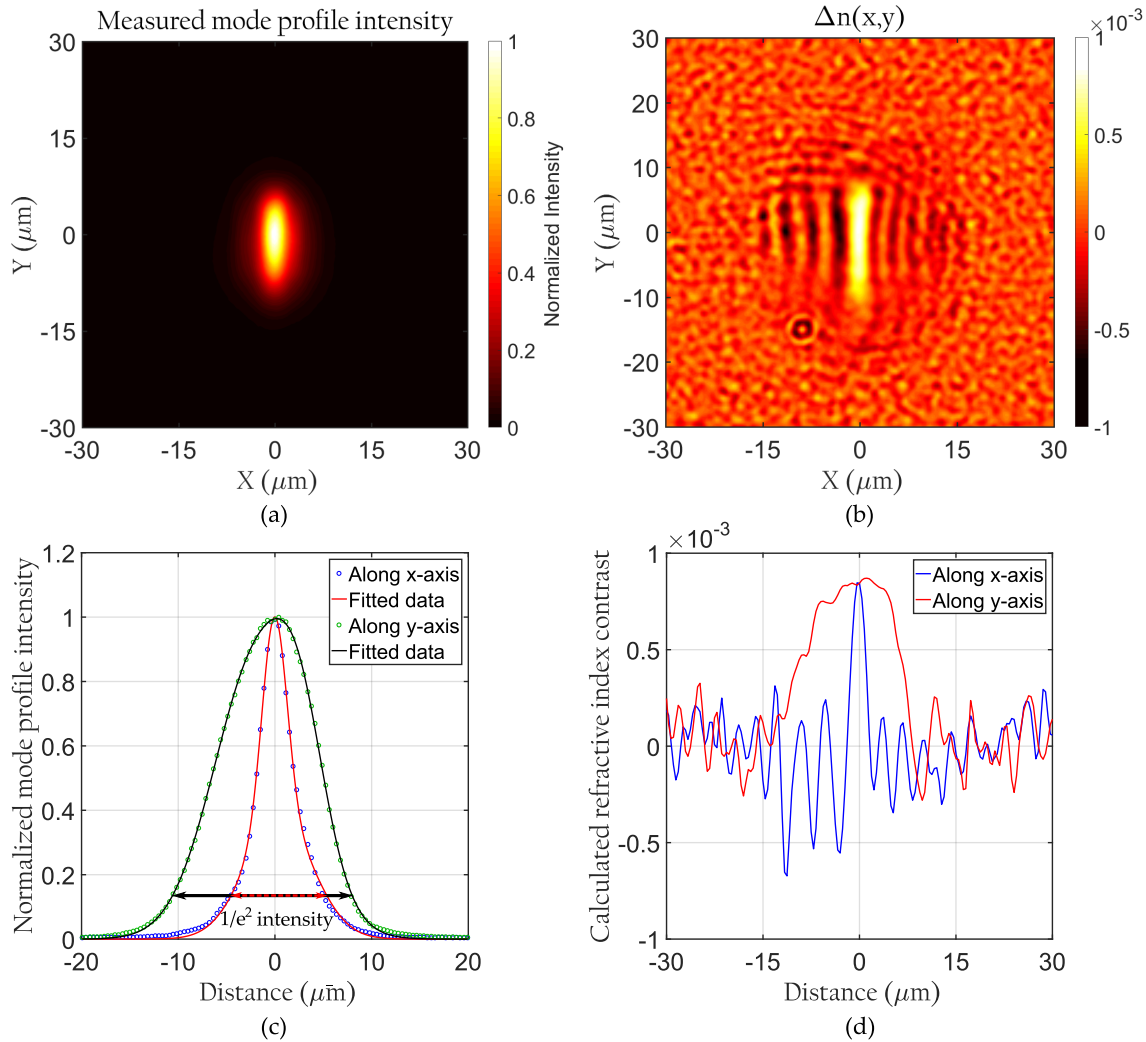 Measured mode profile intensity
30
15
0
-15
-30
-30
-15
0
15
30
Y (μm)
X (μm)
1
0.8
0.6
0.4
0.2
0
Normalized Intensity
(a)
Δn(x,y)
×10⁻³
30
20
10
0
-10
-20
-30
-30
-15
0
15
30
Y (μm)
X (μm)
1
0.5
0
-0.5
-1
(b)
1.2
1
0.8
0.6
0.4
0.2
0
-20
-10
0
10
20
Normalized mode profile intensity
Distance (μm̄)
Along x-axis
Fitted data
Along y-axis
Fitted data
1/e² intensity
(c)
×10⁻³
1
0.5
0
-0.5
-1
-30
-15
0
15
30
Calculated refractive index contrast
Distance (μm)
Along x-axis
Along y-axis
(d)